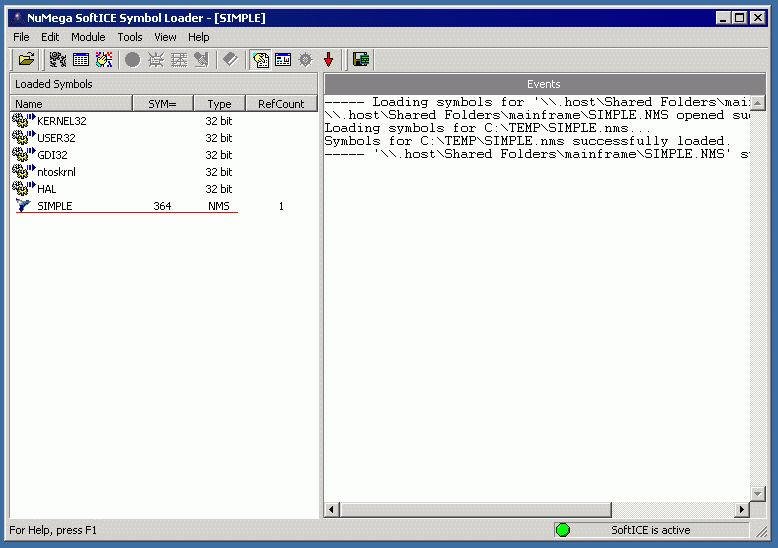 NuMega SoftICE Symbol Loader - [SIMPLE]
File Edit Module Tools View Help
Loaded Symbols
Name SYM= Type RefCount
KERNEL32 32 bit
USER32 32 bit
GDI32 32 bit
ntoskrnl 32 bit
HAL 32 bit
SIMPLE 364 NMS 1
Events
----- Loading symbols for '\\.host\Shared Folders\mai
\\.host\Shared Folders\mainframe\SIMPLE.NMS opened su
Loading symbols for C:\TEMP\SIMPLE.nms...
Symbols for C:\TEMP\SIMPLE.nms successfully loaded.
----- '\\.host\Shared Folders\mainframe\SIMPLE.NMS' s
For Help, press F1
SoftICE is active